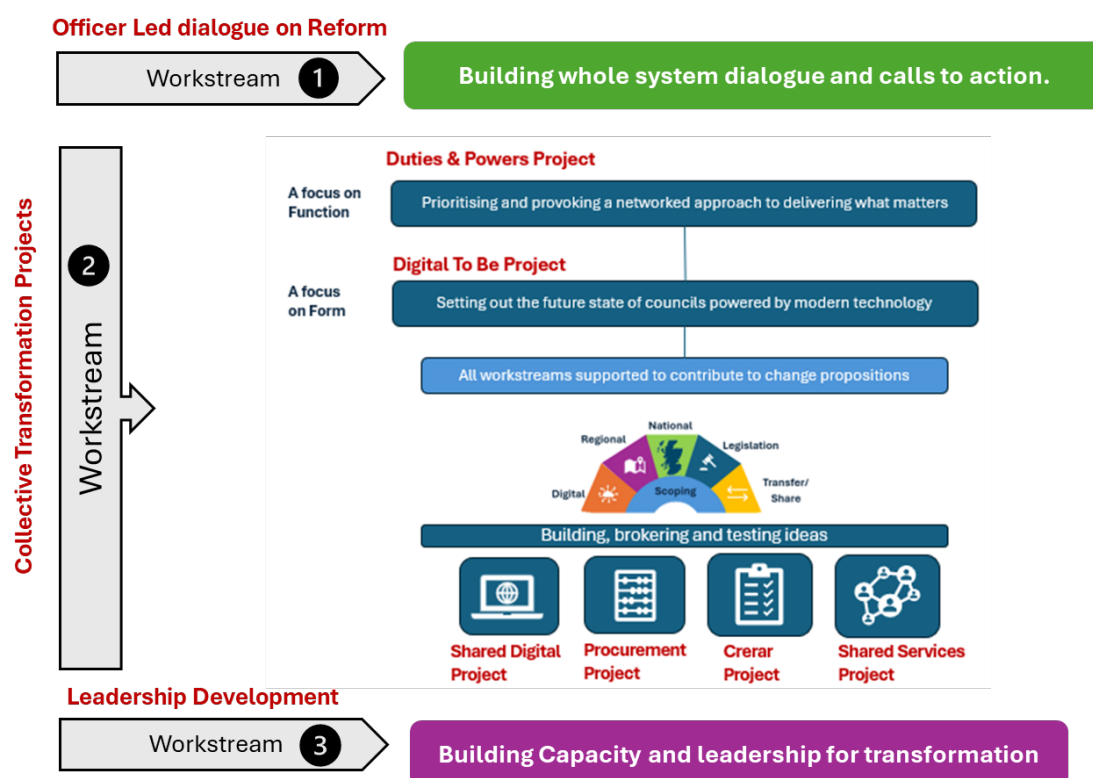 Officer Led dialogue on Reform
Workstream 1
Building whole system dialogue and calls to action.
Collective Transformation Projects
Workstream 2
Duties & Powers Project
A focus on
Function
Prioritising and provoking a networked approach to delivering what matters
Digital To Be Project
A focus
on Form
Setting out the future state of councils powered by modern technology
All workstreams supported to contribute to change propositions
National
Regional
Legislation
Digital
Scoping
Transfer/
Share
Building, brokering and testing ideas
Shared Digital
Project
Procurement
Project
Crerar
Project
Shared Services
Project
Leadership Development
Workstream 3
Building Capacity and leadership for transformation